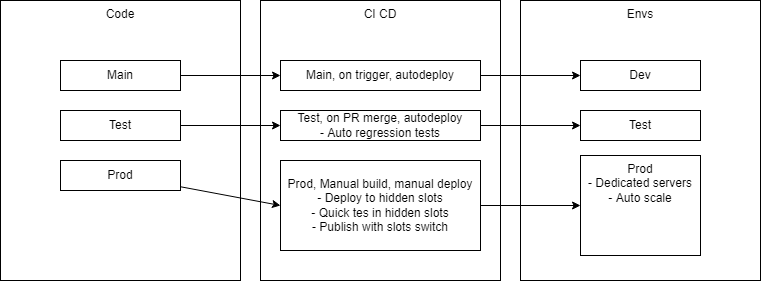 Code
CI CD
Envs
Main
Main, on trigger, autodeploy
Dev
Test
Test, on PR merge, autodeploy
- Auto regression tests
Test
Prod
Prod, Manual build, manual deploy
- Deploy to hidden slots
- Quick tes in hidden slots
- Publish with slots switch
Prod
- Dedicated servers
- Auto scale